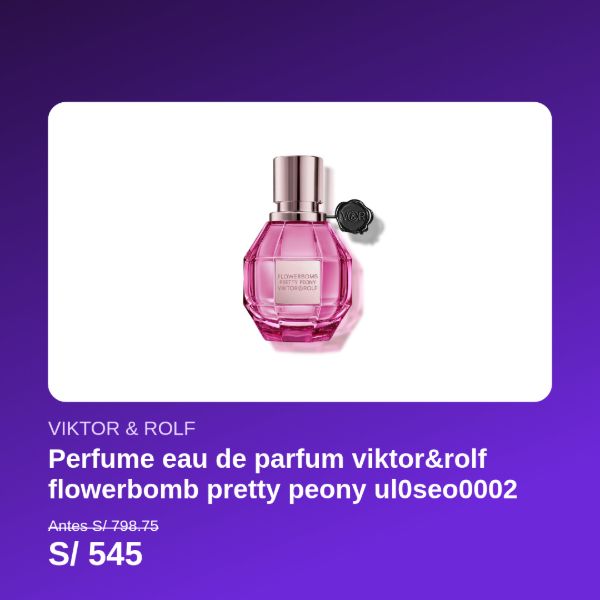 V&R
FLOWERBOMB
PRETTY PEONY
VIKTOR&ROLF
VIKTOR & ROLF
Perfume eau de parfum viktor&rolf
flowerbomb pretty peony ul0seo0002
Antes S/ 798.75
S/ 545